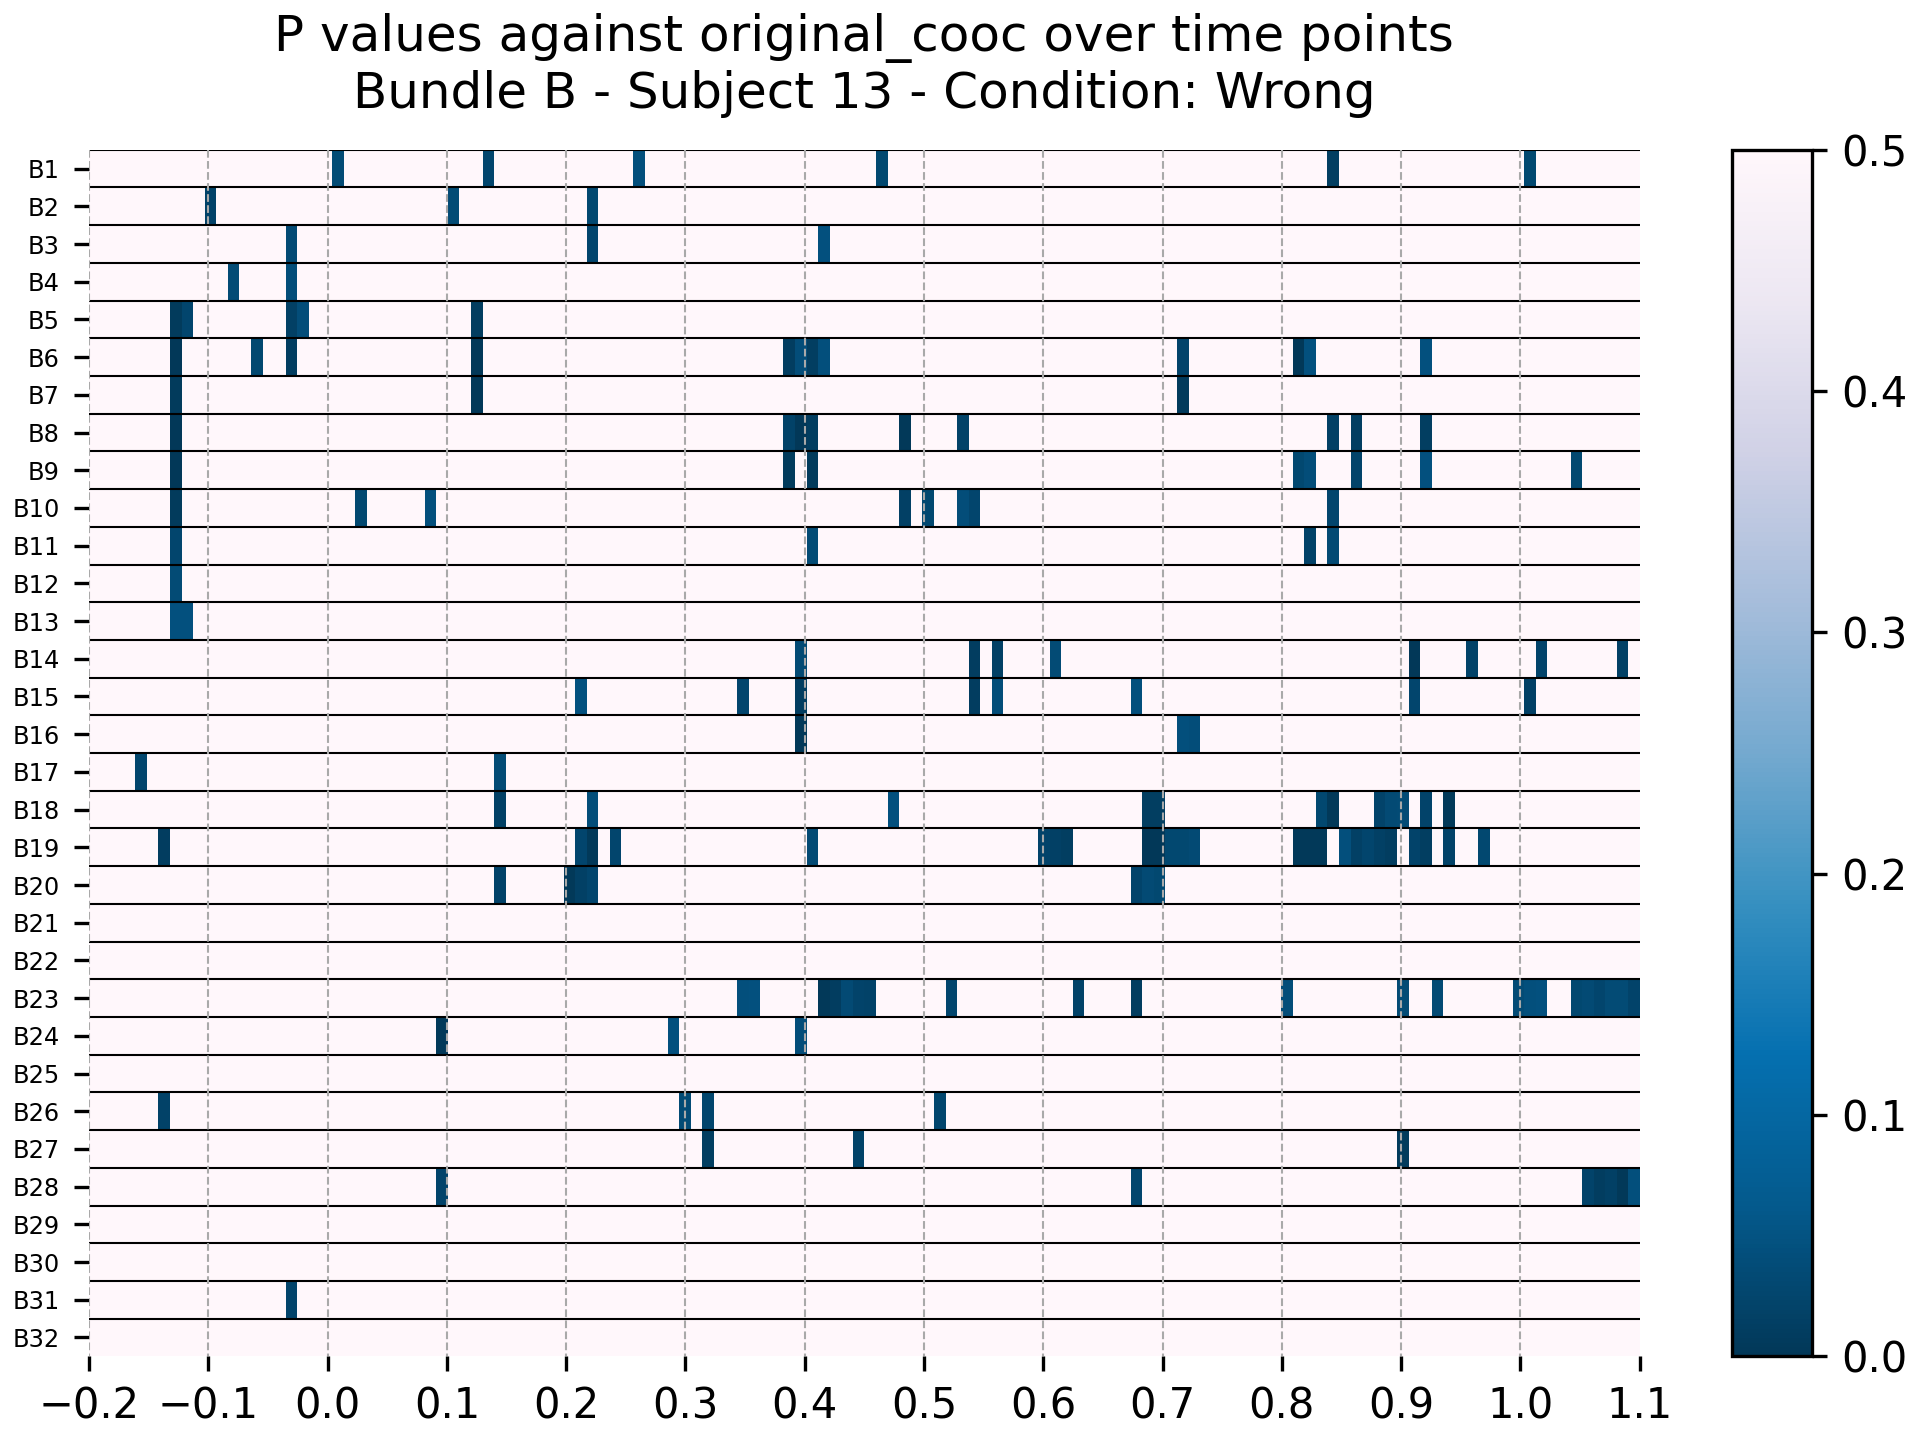 P values against original_cooc over time points
Bundle B - Subject 13 - Condition: Wrong
B1
B2
B3
B4
B5
B6
B7
B8
B9
B10
B11
B12
B13
B14
B15
B16
B17
B18
B19
B20
B21
B22
B23
B24
B25
B26
B27
B28
B29
B30
B31
B32
−0.2 −0.1 0.0 0.1 0.2 0.3 0.4 0.5 0.6 0.7 0.8 0.9 1.0 1.1
0.5
0.4
0.3
0.2
0.1
0.0